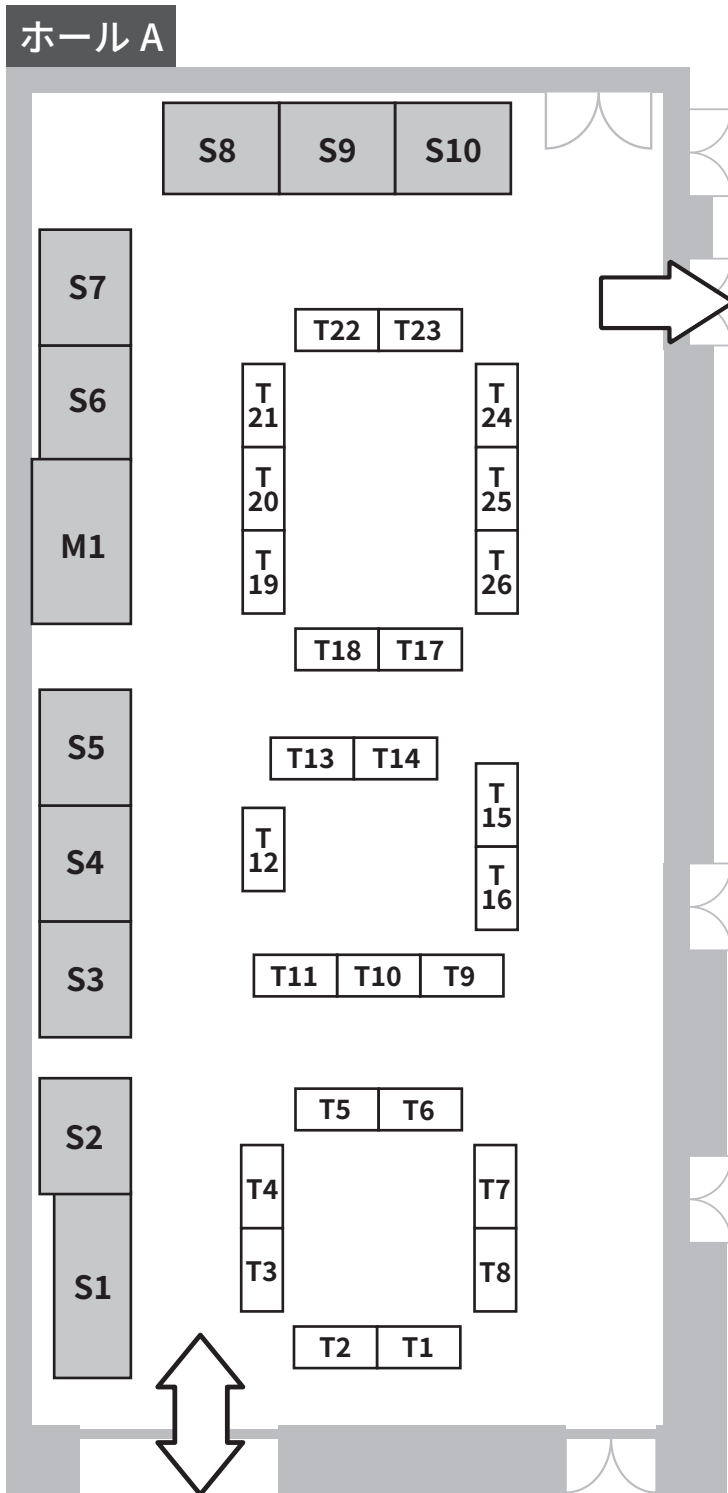 ホール A
S8 S9 S10
S7
T22 T23
S6
T
21
T
24
T
20
T
25
M1
T
19
T
26
T18 T17
S5
T13 T14
T
15
S4
T
12
T
16
S3
T11 T10 T9
T5 T6
S2
T4
T7
T3
T8
S1
T2 T1